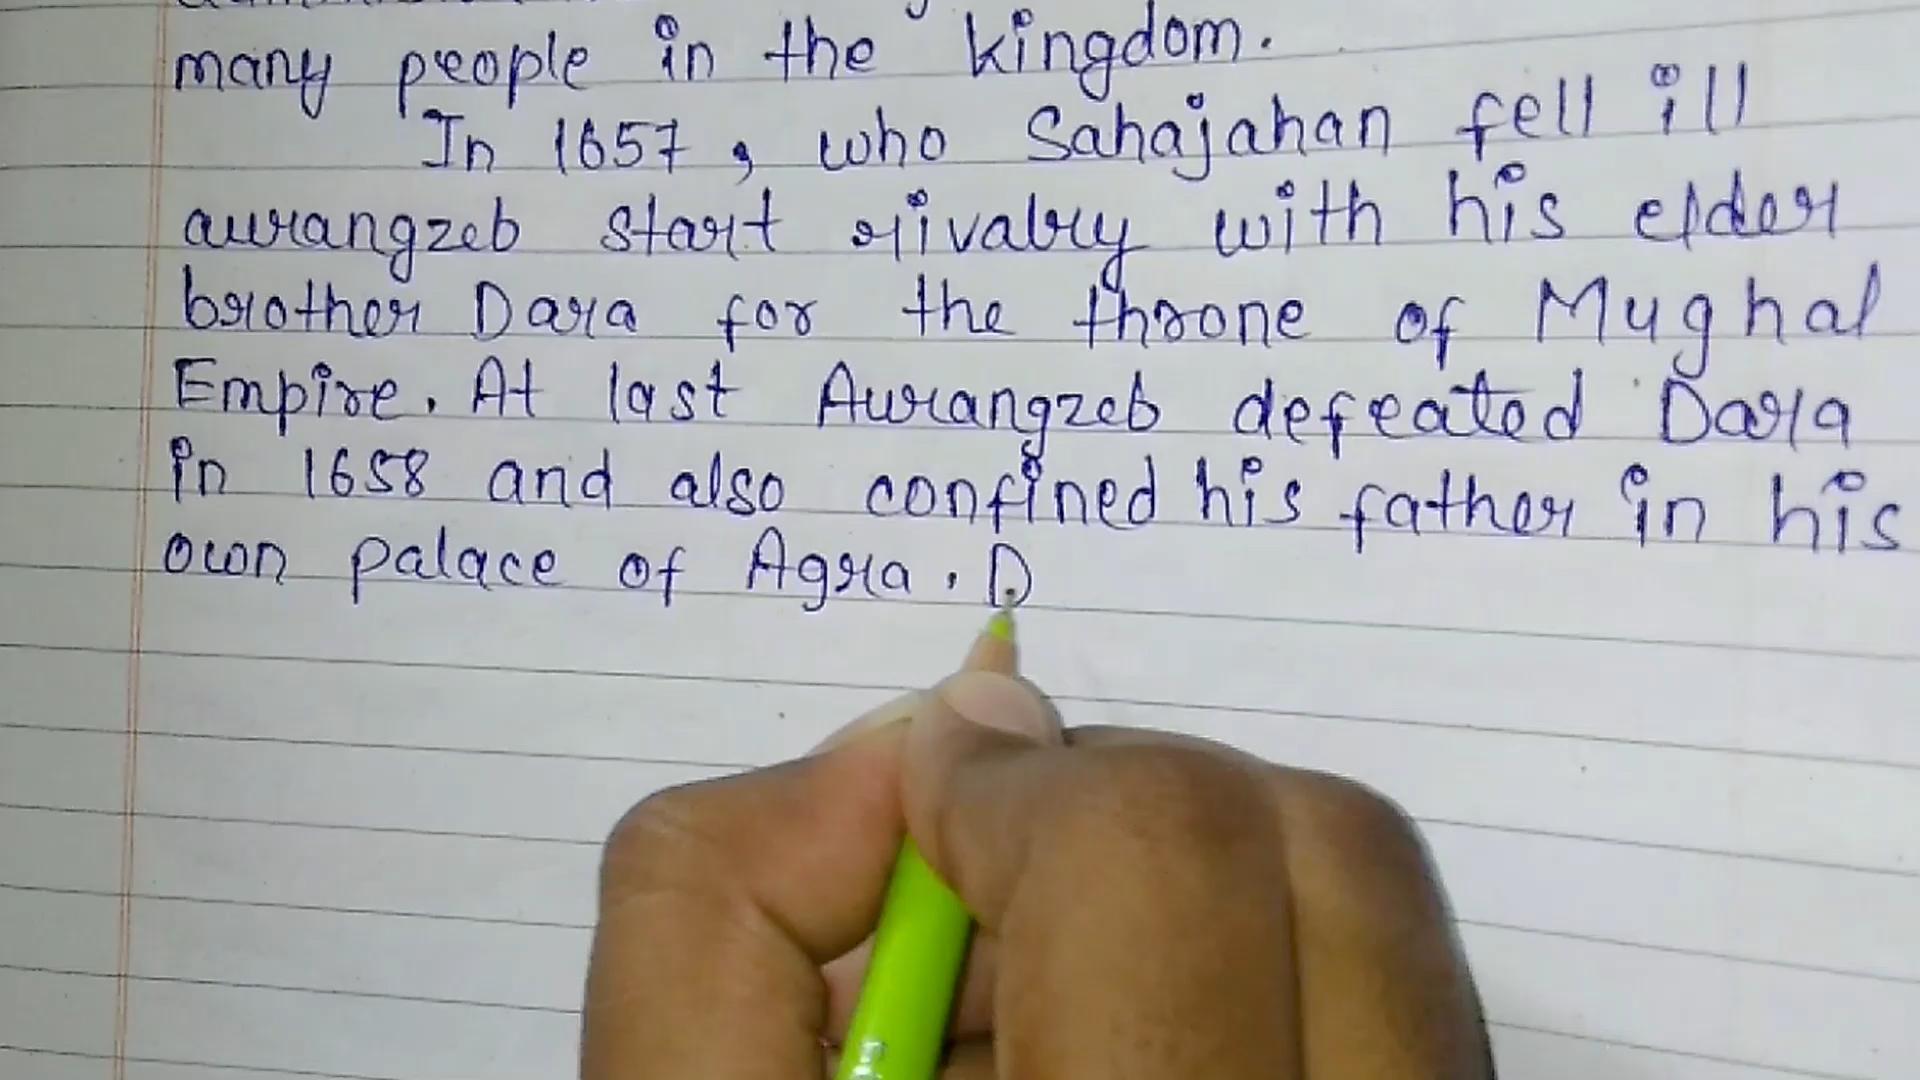 many people in the kingdom.
In 1657, who Sahajahan fell ill
aurangzeb start rivalry with his elder
brother Dara for the throne of Mughal
Empire. At last Aurangzeb defeated Dara
in 1658 and also confined his father in his
own palace of Agra. D